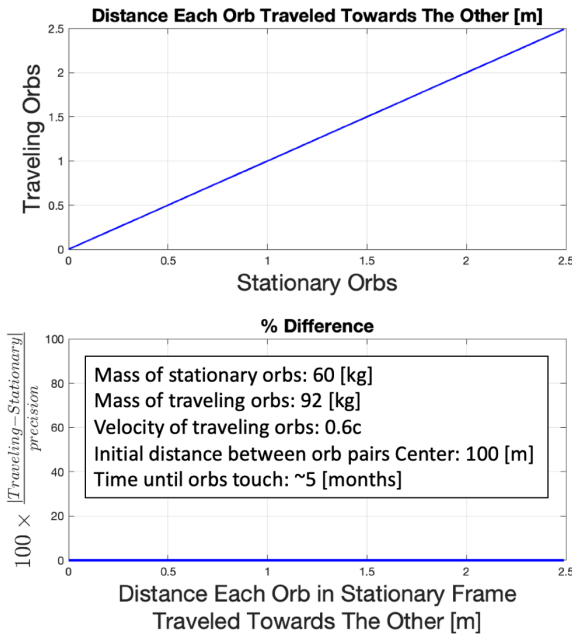 Distance Each Orb Traveled Towards The Other [m]
Traveling Orbs
2.5
2
1.5
1
0.5
0
0
0.5
1
1.5
2
2.5
Stationary Orbs
% Difference
100 × |Traveling−Stationary|
precision
100
80
60
40
20
0
Mass of stationary orbs: 60 [kg]
Mass of traveling orbs: 92 [kg]
Velocity of traveling orbs: 0.6c
Initial distance between orb pairs Center: 100 [m]
Time until orbs touch: ~5 [months]
0
0.5
1
1.5
2
2.5
Distance Each Orb in Stationary Frame
Traveled Towards The Other [m]